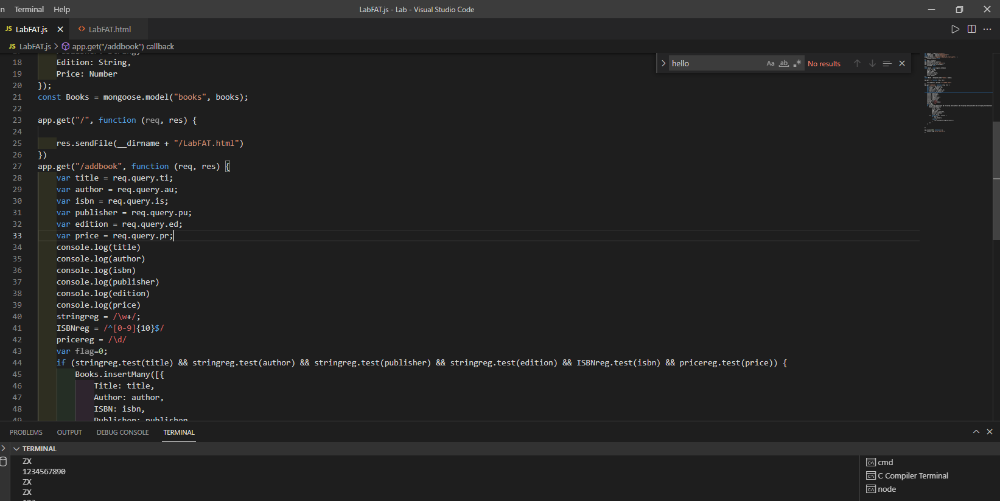 n Terminal Help LabFAT.js - Lab - Visual Studio Code
JS LabFAT.js <> LabFAT.html
JS LabFAT.js > app.get("/addbook") callback
hello Aa ab .* No results
18 Edition: String,
19 Price: Number
20 });
21 const Books = mongoose.model("books", books);
22
23 app.get("/", function (req, res) {
24
25 res.sendFile(__dirname + "/LabFAT.html")
26 })
27 app.get("/addbook", function (req, res) {
28 var title = req.query.ti;
29 var author = req.query.au;
30 var isbn = req.query.is;
31 var publisher = req.query.pu;
32 var edition = req.query.ed;
33 var price = req.query.pr;
34 console.log(title)
35 console.log(author)
36 console.log(isbn)
37 console.log(publisher)
38 console.log(edition)
39 console.log(price)
40 stringreg = /\w+/;
41 ISBNreg = /^[0-9]{10}$/
42 pricereg = /\d/
43 var flag=0;
44 if (stringreg.test(title) && stringreg.test(author) && stringreg.test(publisher) && stringreg.test(edition) && ISBNreg.test(isbn) && pricereg.test(price)) {
45 Books.insertMany([{
46 Title: title,
47 Author: author,
48 ISBN: isbn,
49 Publisher: publisher
PROBLEMS OUTPUT DEBUG CONSOLE TERMINAL
TERMINAL
ZX
1234567890
ZX
ZX
123
cmd
C Compiler Terminal
node